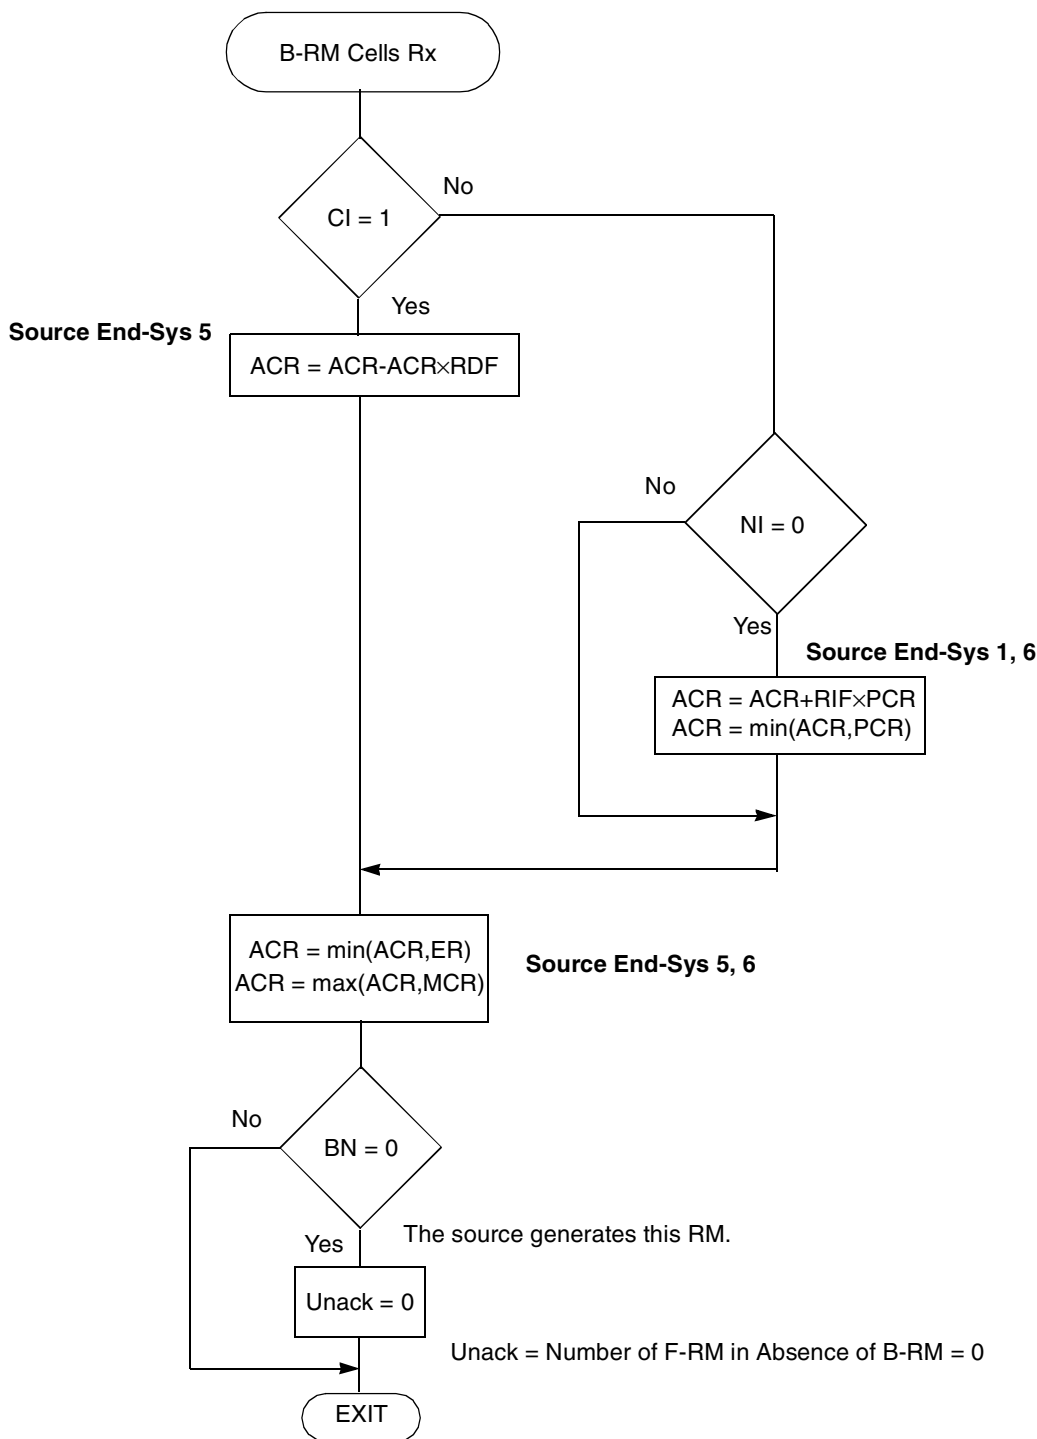 B-RM Cells Rx
No
CI = 1
Yes
Source End-Sys 5
ACR = ACR-ACR×RDF
No
NI = 0
Yes
Source End-Sys 1, 6
ACR = ACR+RIF×PCR
ACR = min(ACR,PCR)
ACR = min(ACR,ER)
ACR = max(ACR,MCR)
Source End-Sys 5, 6
No
BN = 0
The source generates this RM.
Yes
Unack = 0
Unack = Number of F-RM in Absence of B-RM = 0
EXIT